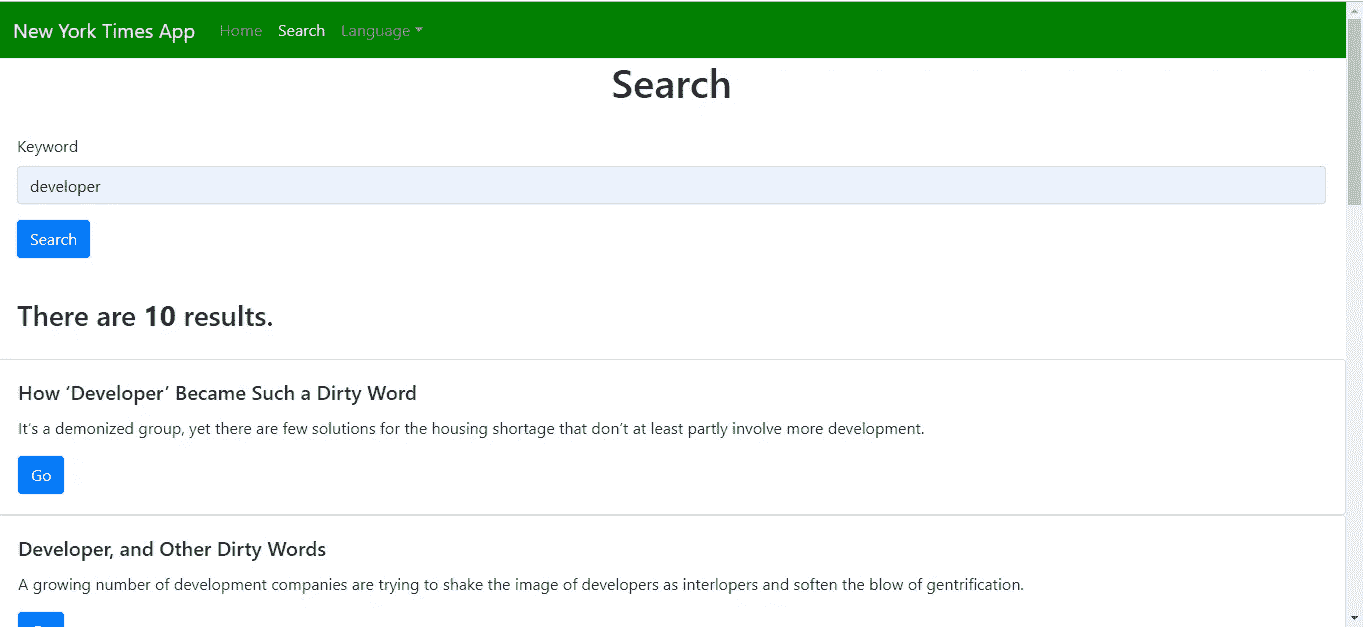 New York Times App Home Search Language
Search
Keyword
developer
Search
There are 10 results.
How ‘Developer’ Became Such a Dirty Word
It’s a demonized group, yet there are few solutions for the housing shortage that don’t at least partly involve more development.
Go
Developer, and Other Dirty Words
A growing number of development companies are trying to shake the image of developers as interlopers and soften the blow of gentrification.